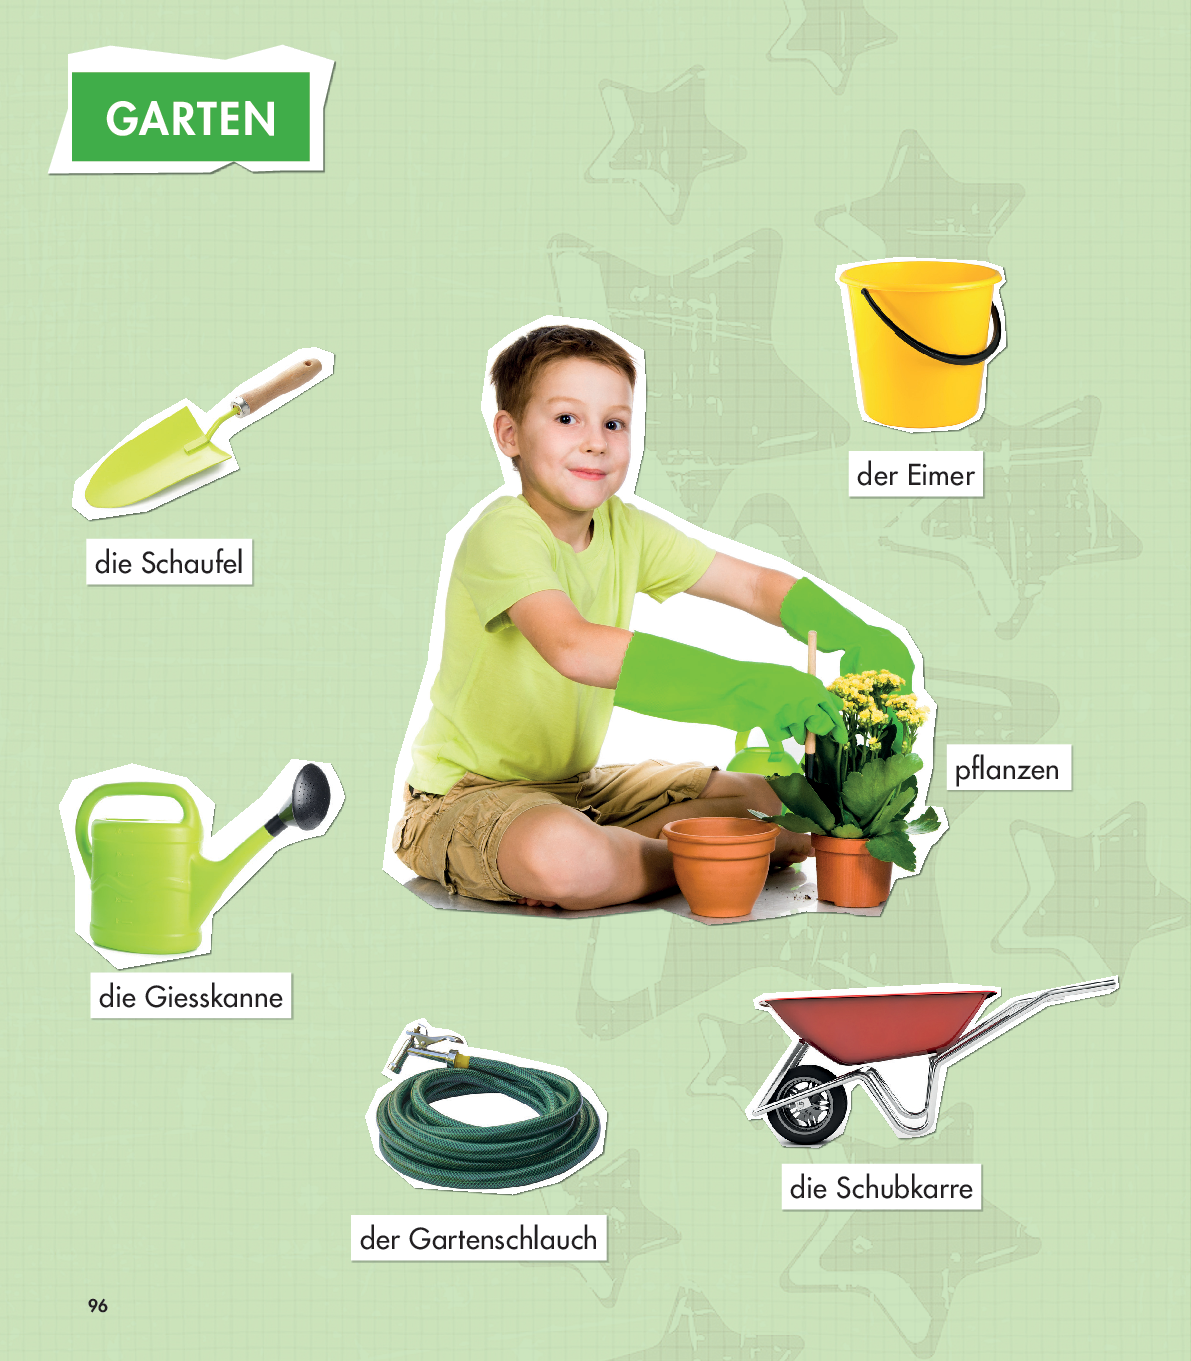 GARTEN
der Eimer
die Schaufel
pflanzen
die Giesskanne
die Schubkarre
der Gartenschlauch
96